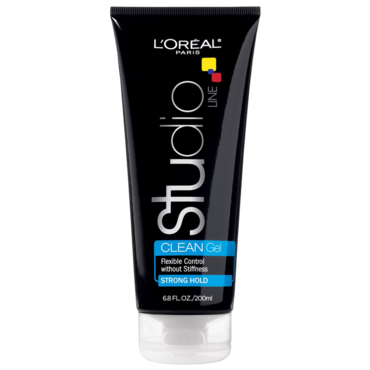 L'ORÉAL
PARIS
studio
LINE
CLEAN Gel
Flexible Control
without Stiffness
STRONG HOLD
6.8 FL.OZ./200ml